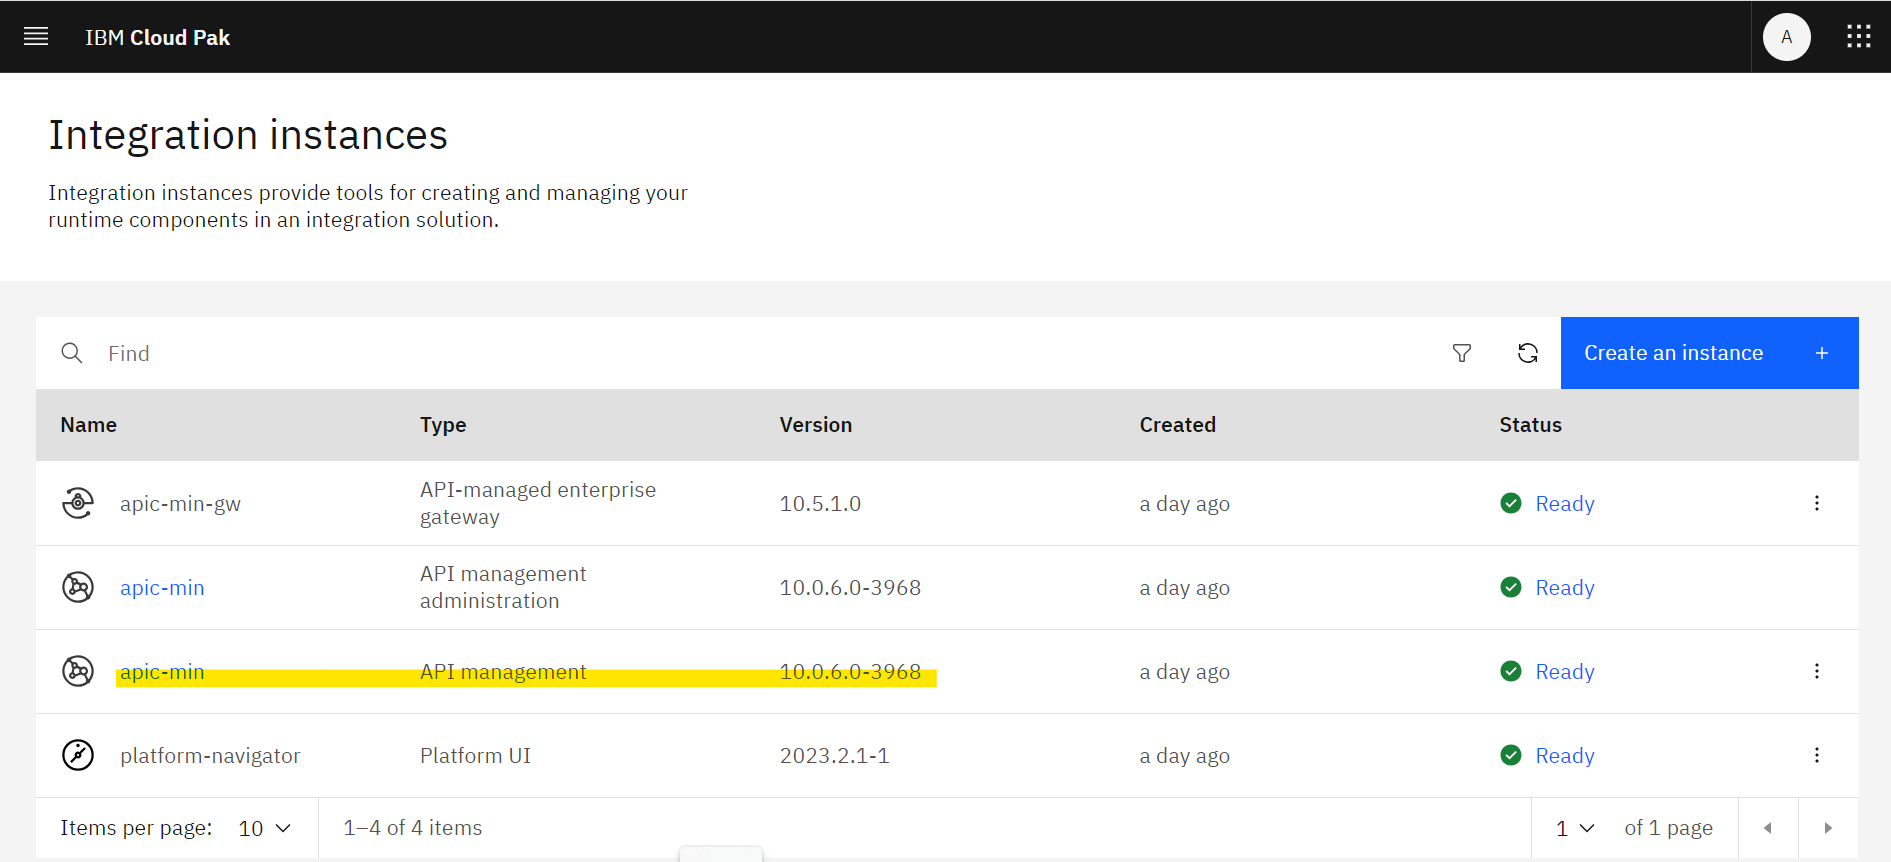 IBM Cloud Pak
A
Integration instances
Integration instances provide tools for creating and managing your
runtime components in an integration solution.
Find
Create an instance +
Name Type Version Created Status
apic-min-gw API-managed enterprise gateway 10.5.1.0 a day ago Ready
apic-min API management administration 10.0.6.0-3968 a day ago Ready
apic-min API management 10.0.6.0-3968 a day ago Ready
platform-navigator Platform UI 2023.2.1-1 a day ago Ready
Items per page: 10 1–4 of 4 items 1 of 1 page